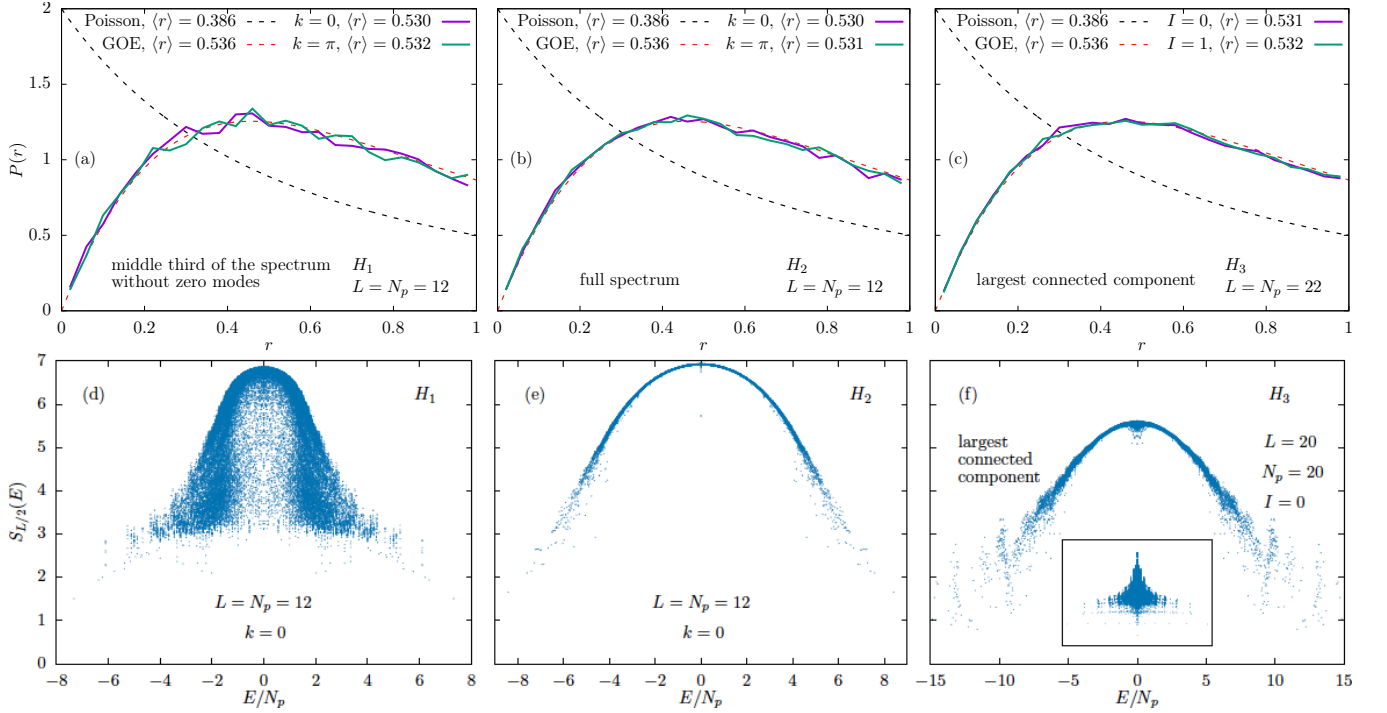 Poisson, ⟨r⟩ = 0.386 k = 0, ⟨r⟩ = 0.530
GOE, ⟨r⟩ = 0.536 k = π, ⟨r⟩ = 0.532
2
1.5
1
0.5
0
P(r)
(a)
middle third of the spectrum
without zero modes
H₁
L = Nₚ = 12
0 0.2 0.4 0.6 0.8 1
r
Poisson, ⟨r⟩ = 0.386 k = 0, ⟨r⟩ = 0.530
GOE, ⟨r⟩ = 0.536 k = π, ⟨r⟩ = 0.531
(b)
full spectrum
H₂
L = Nₚ = 12
0 0.2 0.4 0.6 0.8 1
r
Poisson, ⟨r⟩ = 0.386 I = 0, ⟨r⟩ = 0.531
GOE, ⟨r⟩ = 0.536 I = 1, ⟨r⟩ = 0.532
(c)
largest connected component
H₃
L = Nₚ = 22
0 0.2 0.4 0.6 0.8 1
r
7
6
5
4
3
2
1
0
S_{L/2}(E)
(d)
H₁
L = Nₚ = 12
k = 0
−8 −6 −4 −2 0 2 4 6 8
E/Nₚ
(e)
H₂
L = Nₚ = 12
k = 0
−8 −6 −4 −2 0 2 4 6 8
E/Nₚ
(f)
H₃
largest
connected
component
L = 20
Nₚ = 20
I = 0
−15 −10 −5 0 5 10 15
E/Nₚ